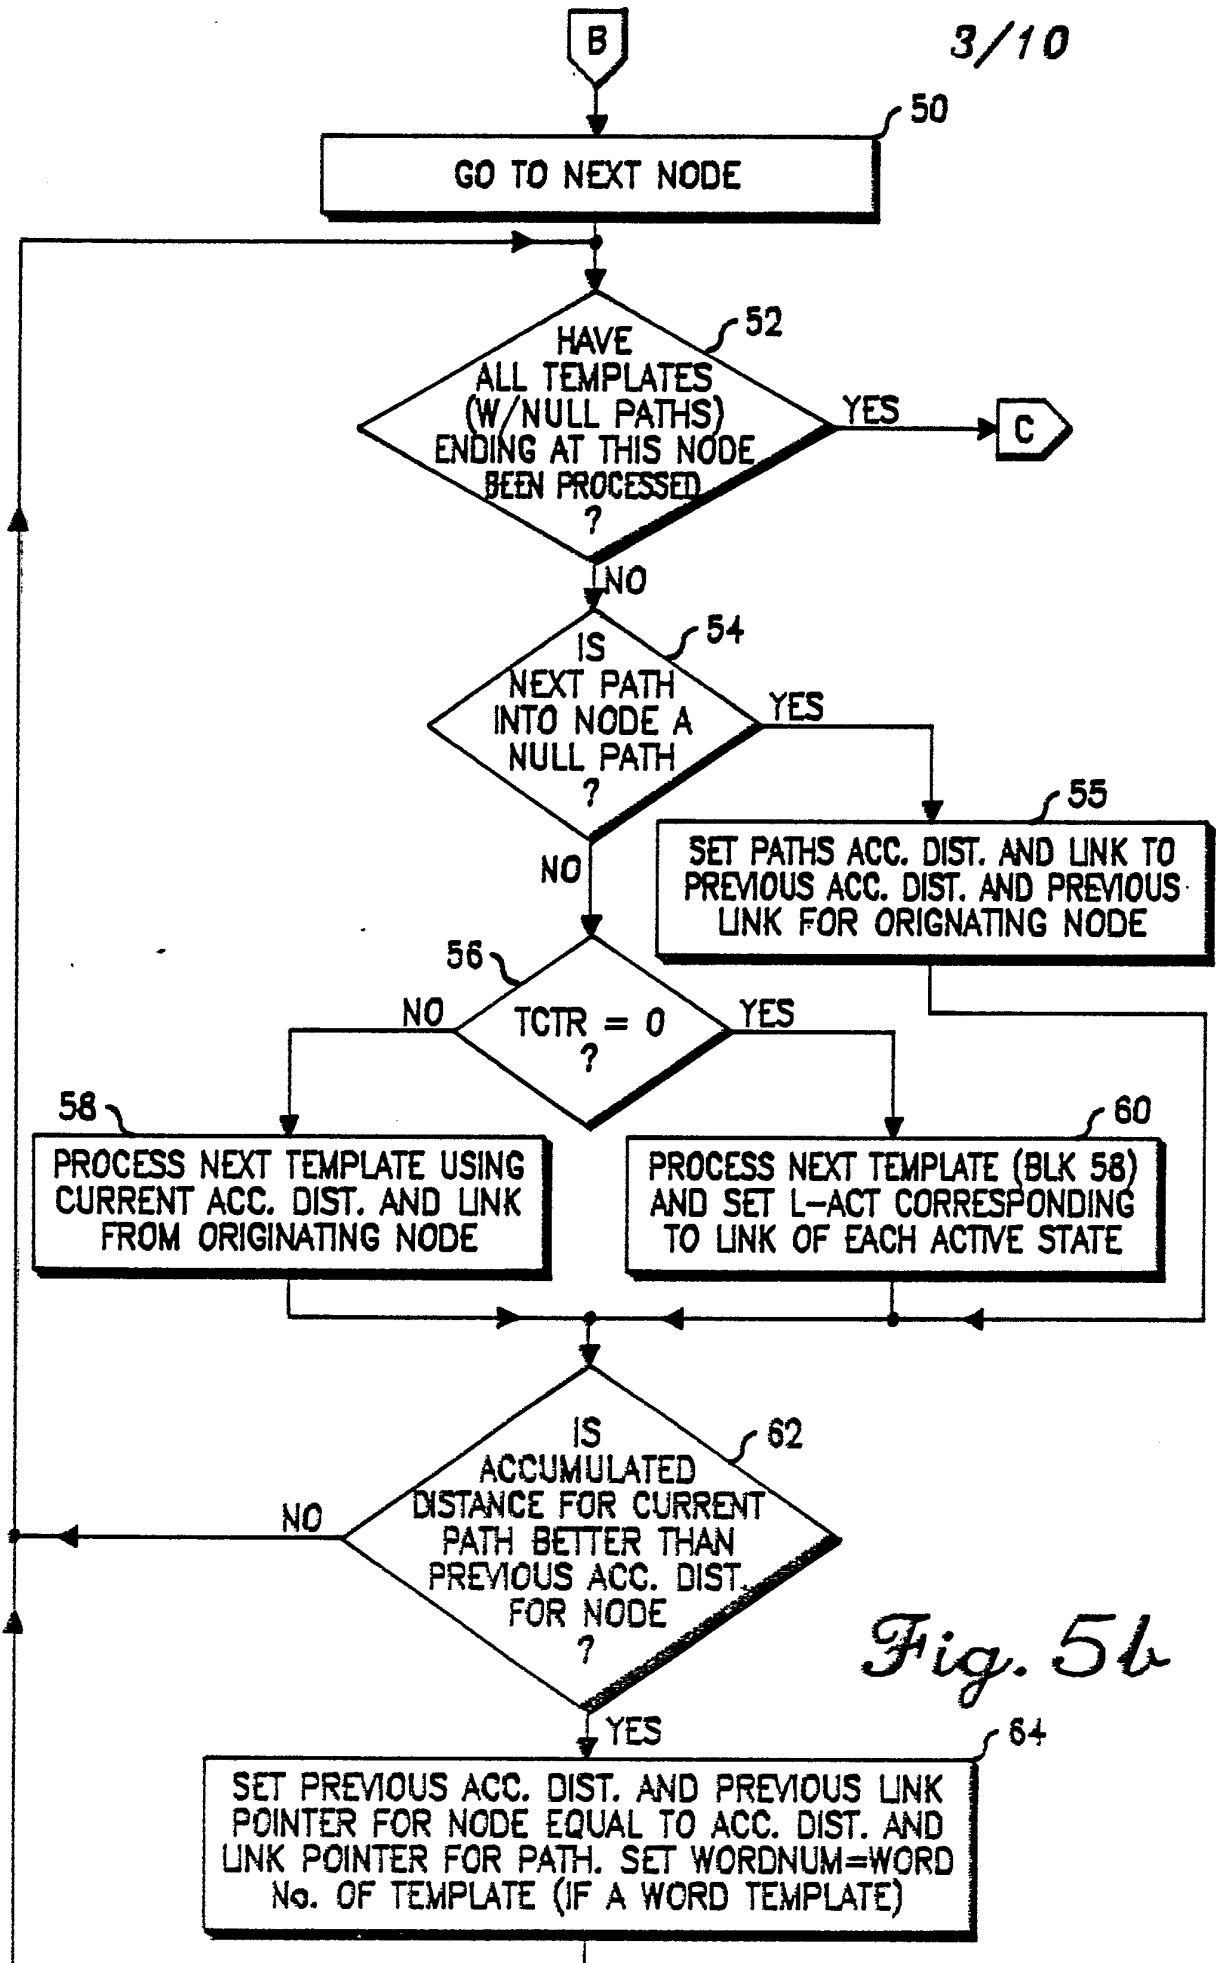 B
3/10
50
GO TO NEXT NODE
52
HAVE
ALL TEMPLATES
(W/NULL PATHS)
ENDING AT THIS NODE
BEEN PROCESSED
?
YES
C
NO
54
IS
NEXT PATH
INTO NODE A
NULL PATH
?
YES
NO
55
SET PATHS ACC. DIST. AND LINK TO
PREVIOUS ACC. DIST. AND PREVIOUS
LINK FOR ORIGNATING NODE
56
TCTR = 0
?
NO
YES
58
PROCESS NEXT TEMPLATE USING
CURRENT ACC. DIST. AND LINK
FROM ORIGINATING NODE
60
PROCESS NEXT TEMPLATE (BLK 58)
AND SET L-ACT CORRESPONDING
TO LINK OF EACH ACTIVE STATE
62
IS
ACCUMULATED
DISTANCE FOR CURRENT
PATH BETTER THAN
PREVIOUS ACC. DIST.
FOR NODE
?
NO
YES
Fig. 5b
64
SET PREVIOUS ACC. DIST. AND PREVIOUS LINK
POINTER FOR NODE EQUAL TO ACC. DIST. AND
LINK POINTER FOR PATH. SET WORDNUM=WORD
No. OF TEMPLATE (IF A WORD TEMPLATE)